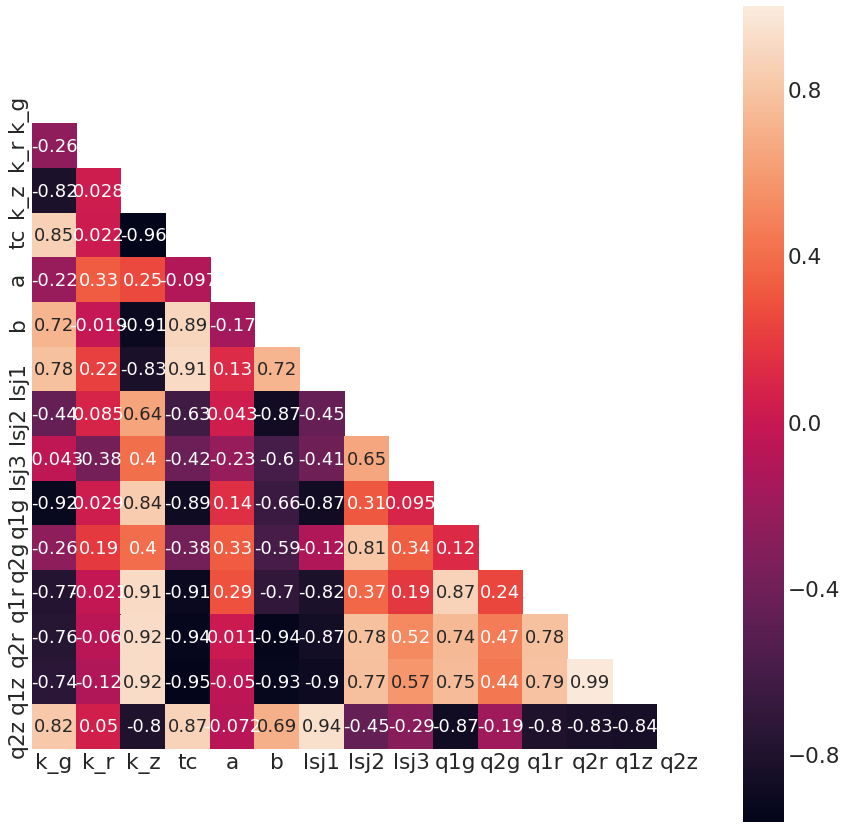 k_g
k_r -0.26
k_z -0.82 0.028
tc 0.85 0.022 -0.96
a -0.22 0.33 0.25 -0.097
b 0.72 -0.019 -0.91 0.89 -0.17
lsj1 0.78 0.22 -0.83 0.91 0.13 0.72
lsj2 -0.44 0.085 0.64 -0.63 0.043 -0.87 -0.45
lsj3 -0.043 -0.38 0.4 -0.42 -0.23 -0.6 -0.41 0.65
q1g -0.92 0.029 0.84 -0.89 0.14 -0.66 -0.87 0.31 0.095
q2g -0.26 0.19 0.4 -0.38 0.33 -0.59 -0.12 0.81 0.34 0.12
q1r -0.77 -0.021 0.91 -0.91 0.29 -0.7 -0.82 0.37 0.19 0.87 0.24
q2r -0.76 -0.06 0.92 -0.94 0.011 -0.94 -0.87 0.78 0.52 0.74 0.47 0.78
q1z -0.74 -0.12 0.92 -0.95 -0.05 -0.93 -0.9 0.77 0.57 0.75 0.44 0.79 0.99
q2z 0.82 0.05 -0.8 0.87 0.072 0.69 0.94 -0.45 -0.29 -0.87 -0.19 -0.8 -0.83 -0.84
k_g k_r k_z tc a b lsj1 lsj2 lsj3 q1g q2g q1r q2r q1z q2z
0.8
0.4
0.0
−0.4
−0.8